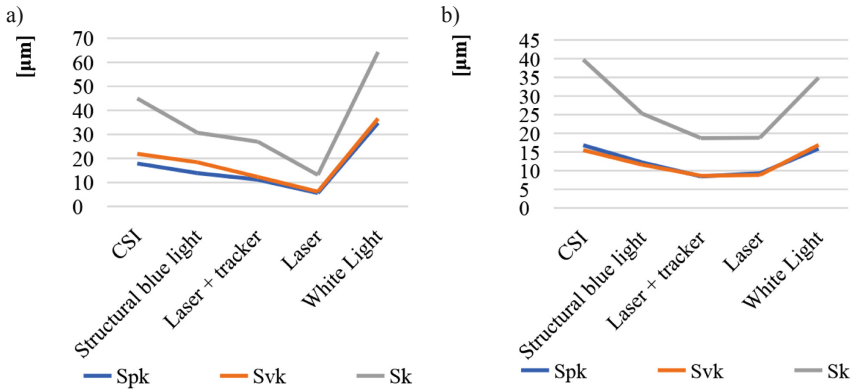 a)
[µm]
70
60
50
40
30
20
10
0
CSI
Structural blue light
Laser + tracker
Laser
White Light
Spk Svk Sk
b)
[µm]
45
40
35
30
25
20
15
10
5
0
CSI
Structural blue light
Laser + tracker
Laser
White Light
Spk Svk Sk